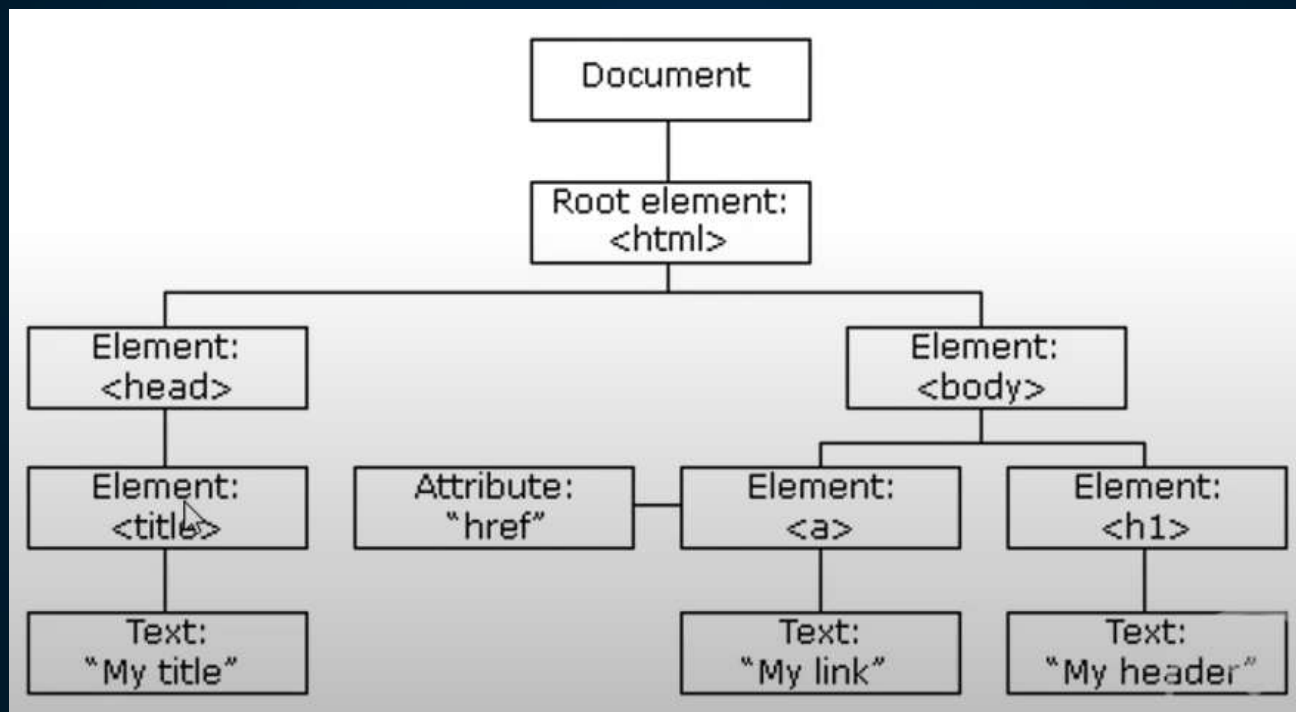 Document
Root element:
<html>
Element:
<head>
Element:
<body>
Element:
<title>
Attribute:
“href”
Element:
<a>
Element:
<h1>
Text:
“My title”
Text:
“My link”
Text:
“My header”